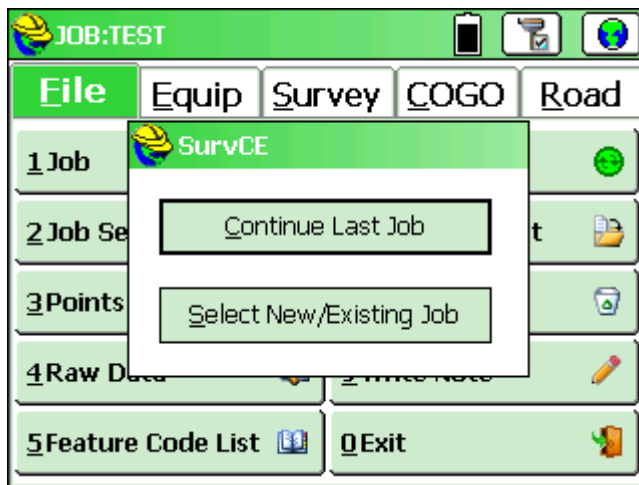 JOB:TEST
File Equip Survey COGO Road
SurvCE
1 Job
Continue Last Job
2 Job Se
t
Select New/Existing Job
3 Points
4 Raw Da
5 Feature Code List
0 Exit